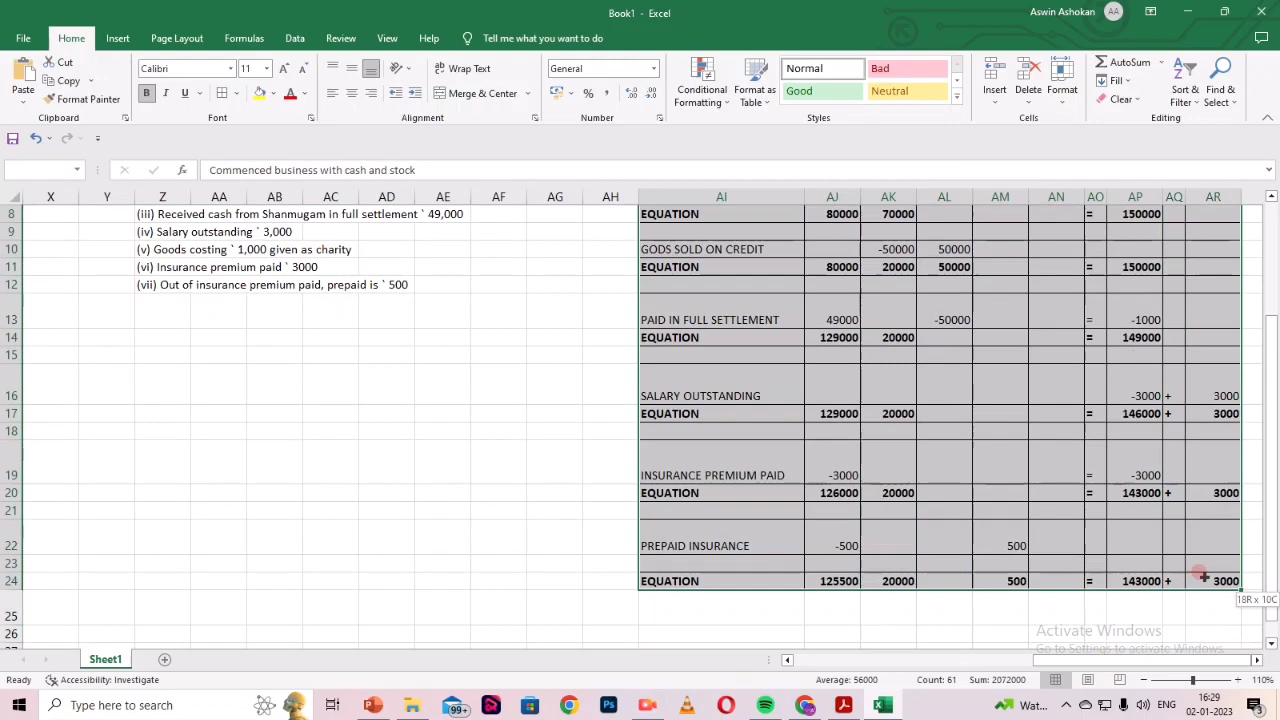 Book1 - Excel
Aswin Ashokan AA
File Home Insert Page Layout Formulas Data Review View Help Tell me what you want to do
Paste Cut Copy Format Painter Clipboard
Calibri 11 B I U Font
Wrap Text Merge & Center Alignment
General % Number
Conditional Formatting Format as Table Normal Bad Good Neutral Styles
Insert Delete Format Cells
AutoSum Fill Clear Sort & Filter Find & Select Editing
fx Commenced business with cash and stock
X Y Z AA AB AC AD AE AF AG AH AI AJ AK AL AM AN AO AP AQ AR
8 (iii) Received cash from Shanmugam in full settlement ` 49,000 EQUATION 80000 70000 = 150000
9 (iv) Salary outstanding ` 3,000
10 (v) Goods costing ` 1,000 given as charity GODS SOLD ON CREDIT -50000 50000
11 (vi) Insurance premium paid ` 3000 EQUATION 80000 20000 50000 = 150000
12 (vii) Out of insurance premium paid, prepaid is ` 500
13 PAID IN FULL SETTLEMENT 49000 -50000 = -1000
14 EQUATION 129000 20000 = 149000
15
16 SALARY OUTSTANDING -3000 + 3000
17 EQUATION 129000 20000 = 146000 + 3000
18
19 INSURANCE PREMIUM PAID -3000 = -3000
20 EQUATION 126000 20000 = 143000 + 3000
21
22 PREPAID INSURANCE -500 500
23
24 EQUATION 125500 20000 500 = 143000 + 3000
18R x 10C
25
26
Activate Windows
Go to Settings to activate Windows.
Sheet1
Ready Accessibility: Investigate Average: 56000 Count: 61 Sum: 2072000 110%
Type here to search 99+ Ps Wat... ENG 16:29
02-01-2023 3